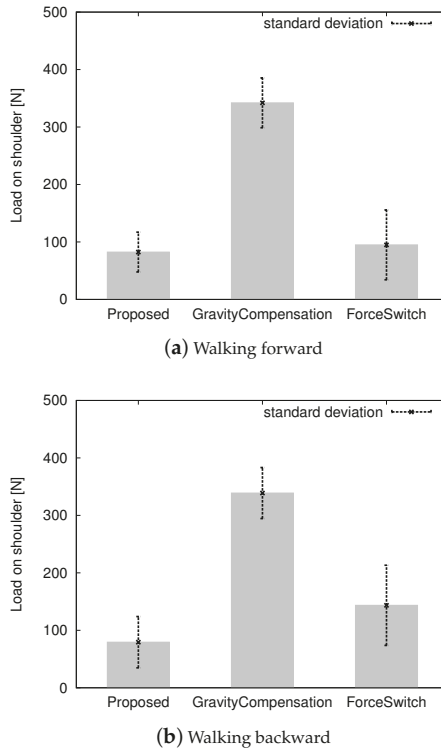 500
standard deviation
400
300
200
100
0
Load on shoulder [N]
Proposed GravityCompensation ForceSwitch
(a) Walking forward
500
standard deviation
400
300
200
100
0
Load on shoulder [N]
Proposed GravityCompensation ForceSwitch
(b) Walking backward